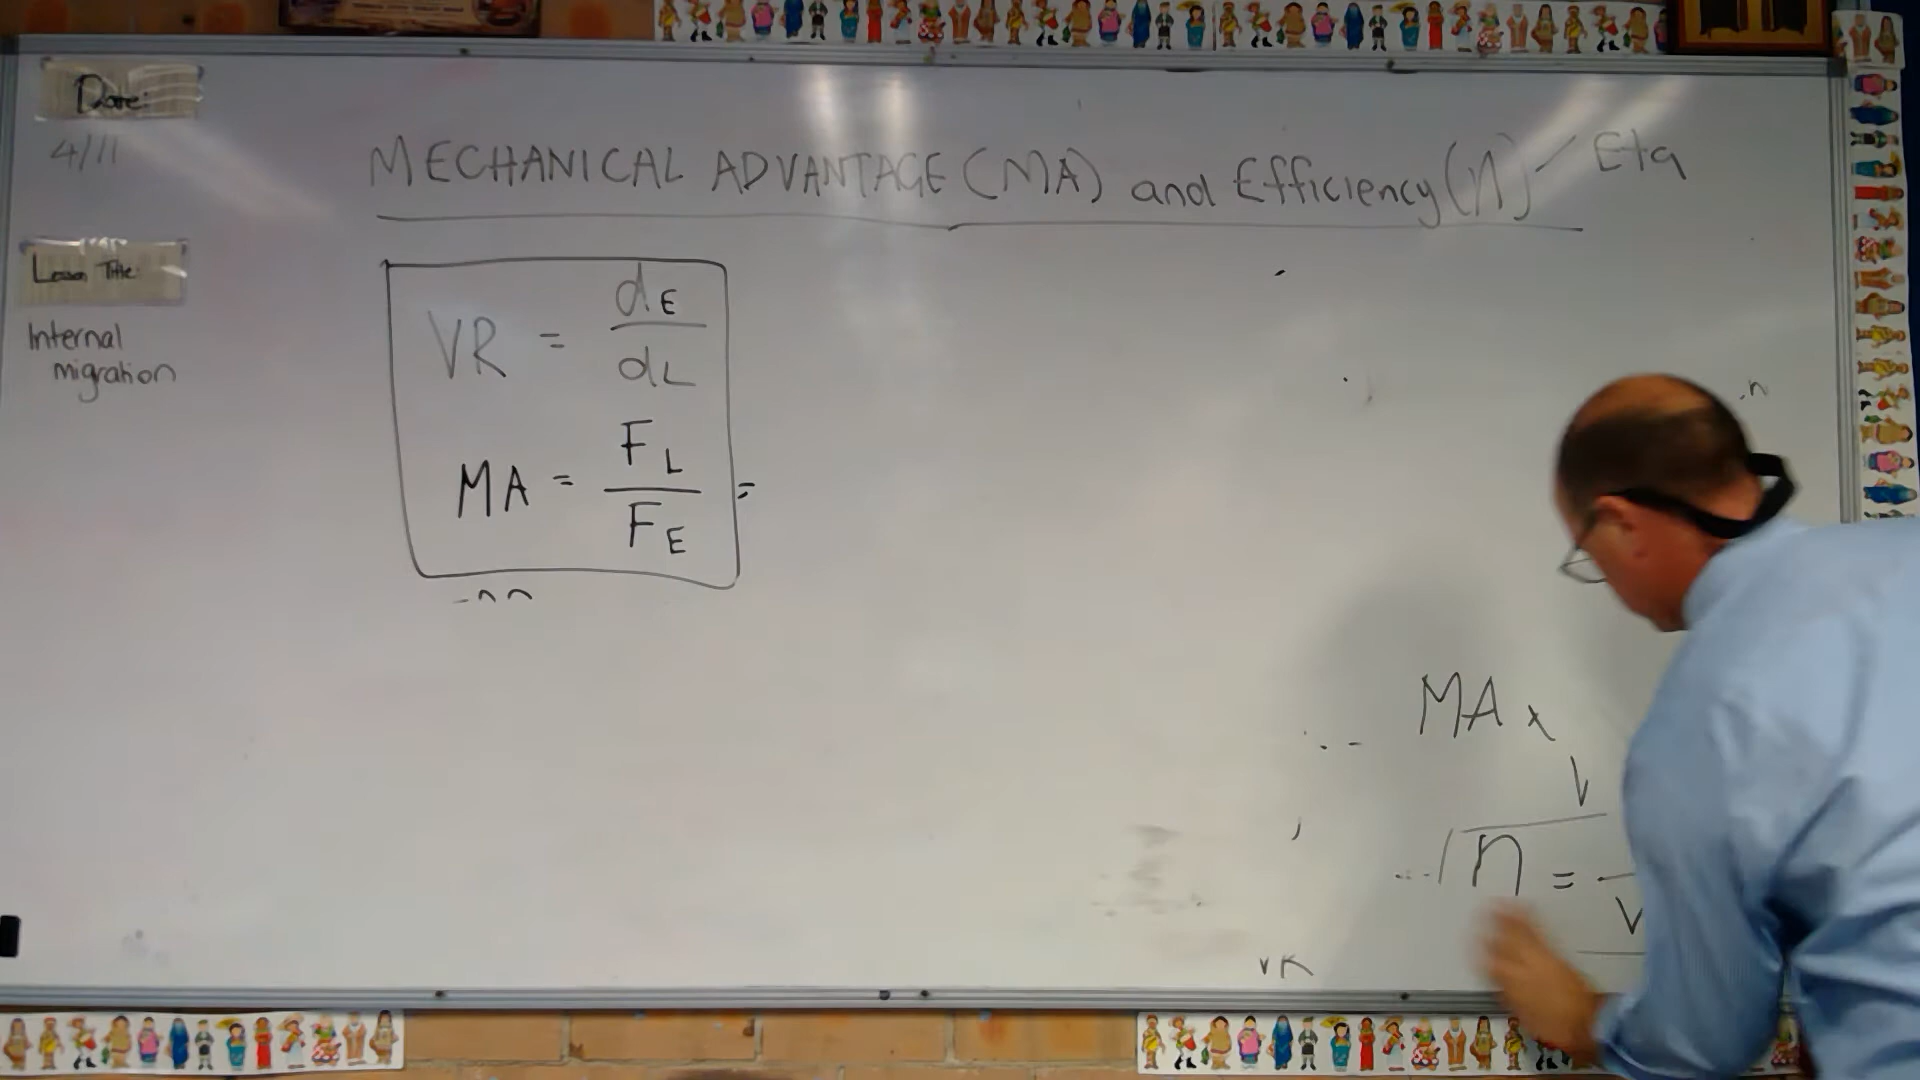 Date:
4/11
MECHANICAL ADVANTAGE (MA) and Efficiency (η) Eta
Lesson Title:
Internal
migration
VR = dE / dL
MA = FL / FE =
MA x
η =
VR